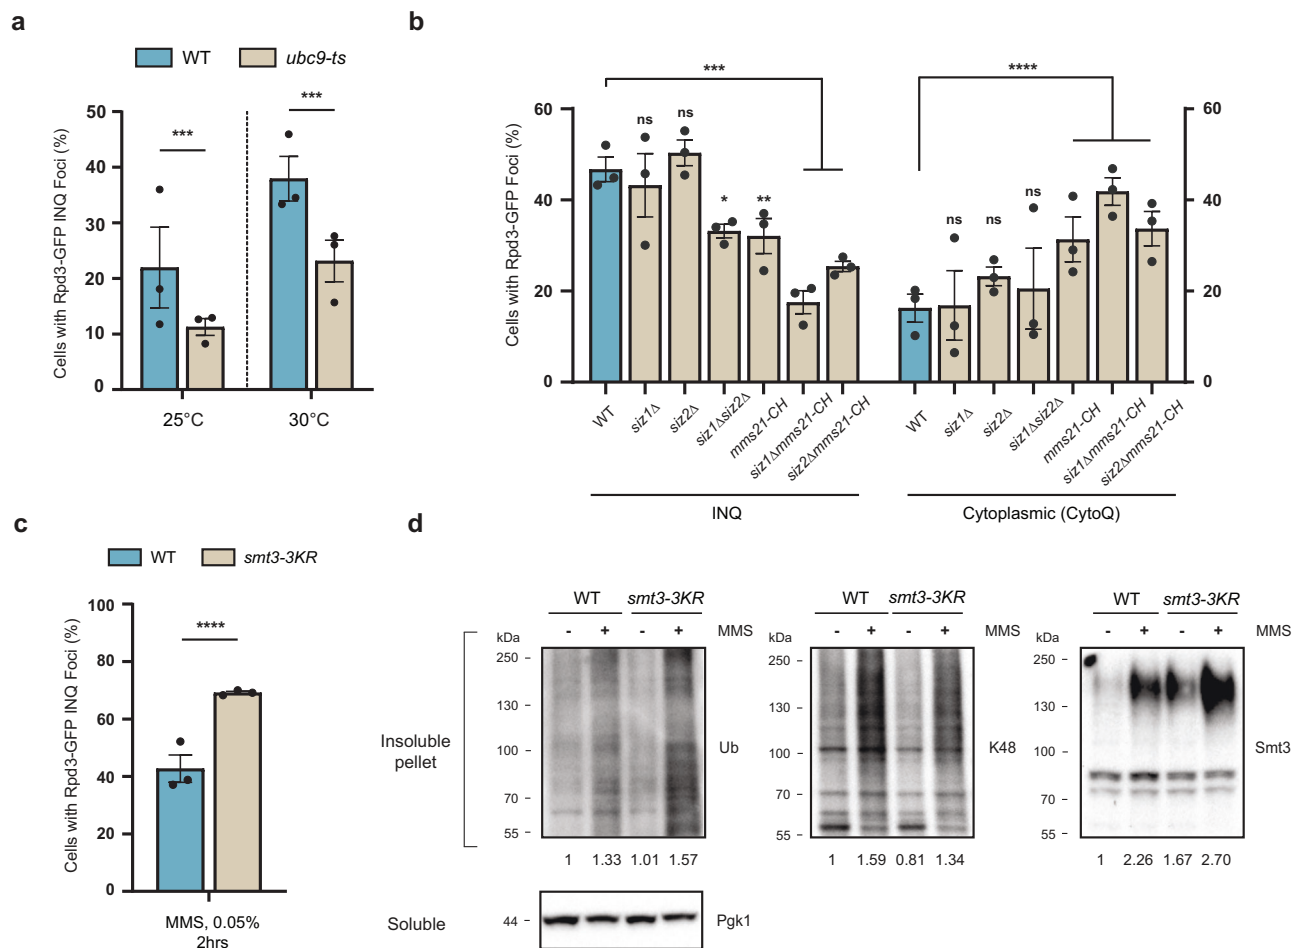 a
WT
ubc9-ts
Cells with Rpd3-GFP INQ Foci (%)
50
40
30
20
10
0
***
***
25°C
30°C
b
Cells with Rpd3-GFP Foci (%)
60
40
20
0
60
40
20
0
***
****
ns
ns
*
**
ns
ns
ns
WT
siz1Δ
siz2Δ
siz1Δsiz2Δ
mms21-CH
siz1Δmms21-CH
siz2Δmms21-CH
WT
siz1Δ
siz2Δ
siz1Δsiz2Δ
mms21-CH
siz1Δmms21-CH
siz2Δmms21-CH
INQ
Cytoplasmic (CytoQ)
c
WT
smt3-3KR
Cells with Rpd3-GFP INQ Foci (%)
100
80
60
40
20
0
****
MMS, 0.05%
2hrs
d
WT
smt3-3KR
kDa
- + - +
MMS
250
130
100
70
55
Ub
1 1.33 1.01 1.57
WT
smt3-3KR
kDa
- + - +
MMS
250
130
100
70
55
K48
1 1.59 0.81 1.34
WT
smt3-3KR
kDa
- + - +
MMS
250
130
100
70
55
Smt3
1 2.26 1.67 2.70
Insoluble
pellet
Soluble
44
Pgk1